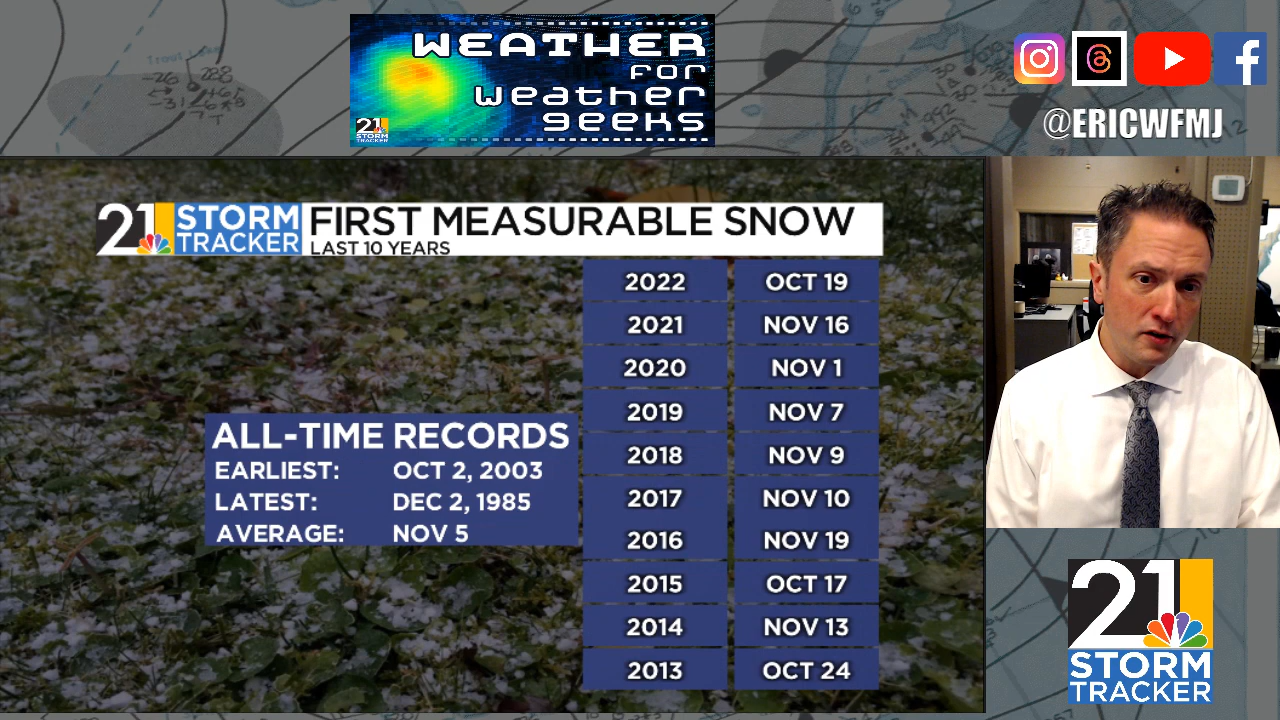 WEATHER
FOR
weather
geeks
21
STORM
TRACKER
@ERICWFMJ
21 STORM TRACKER
FIRST MEASURABLE SNOW
LAST 10 YEARS
2022 OCT 19
2021 NOV 16
2020 NOV 1
2019 NOV 7
2018 NOV 9
2017 NOV 10
2016 NOV 19
2015 OCT 17
2014 NOV 13
2013 OCT 24
ALL-TIME RECORDS
EARLIEST: OCT 2, 2003
LATEST: DEC 2, 1985
AVERAGE: NOV 5
21
STORM
TRACKER